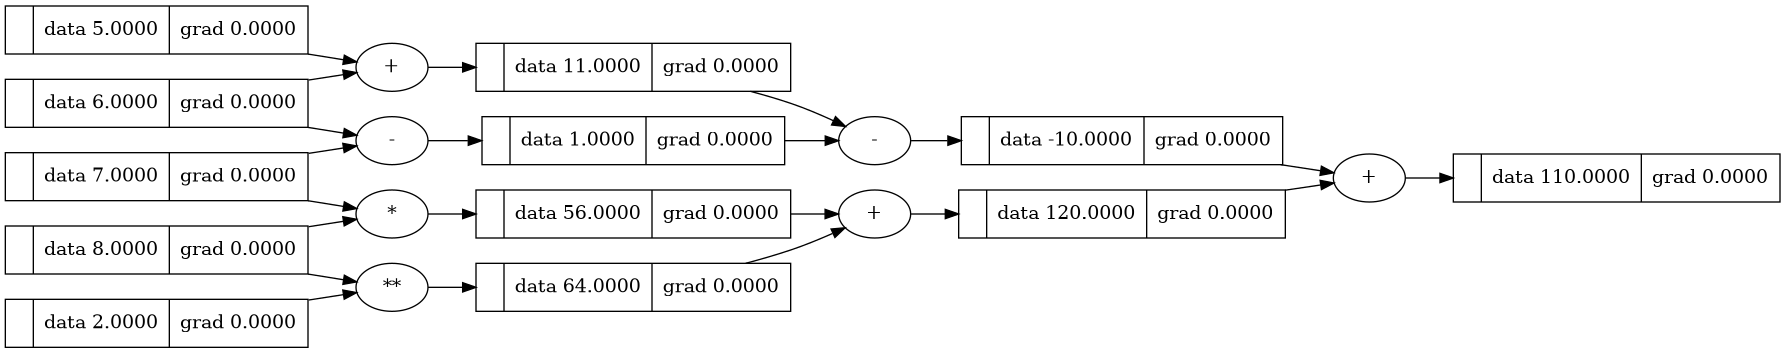 data 5.0000 grad 0.0000
data 6.0000 grad 0.0000
data 7.0000 grad 0.0000
data 8.0000 grad 0.0000
data 2.0000 grad 0.0000
+
-
*
**
data 11.0000 grad 0.0000
data 1.0000 grad 0.0000
data 56.0000 grad 0.0000
data 64.0000 grad 0.0000
-
+
data -10.0000 grad 0.0000
data 120.0000 grad 0.0000
+
data 110.0000 grad 0.0000